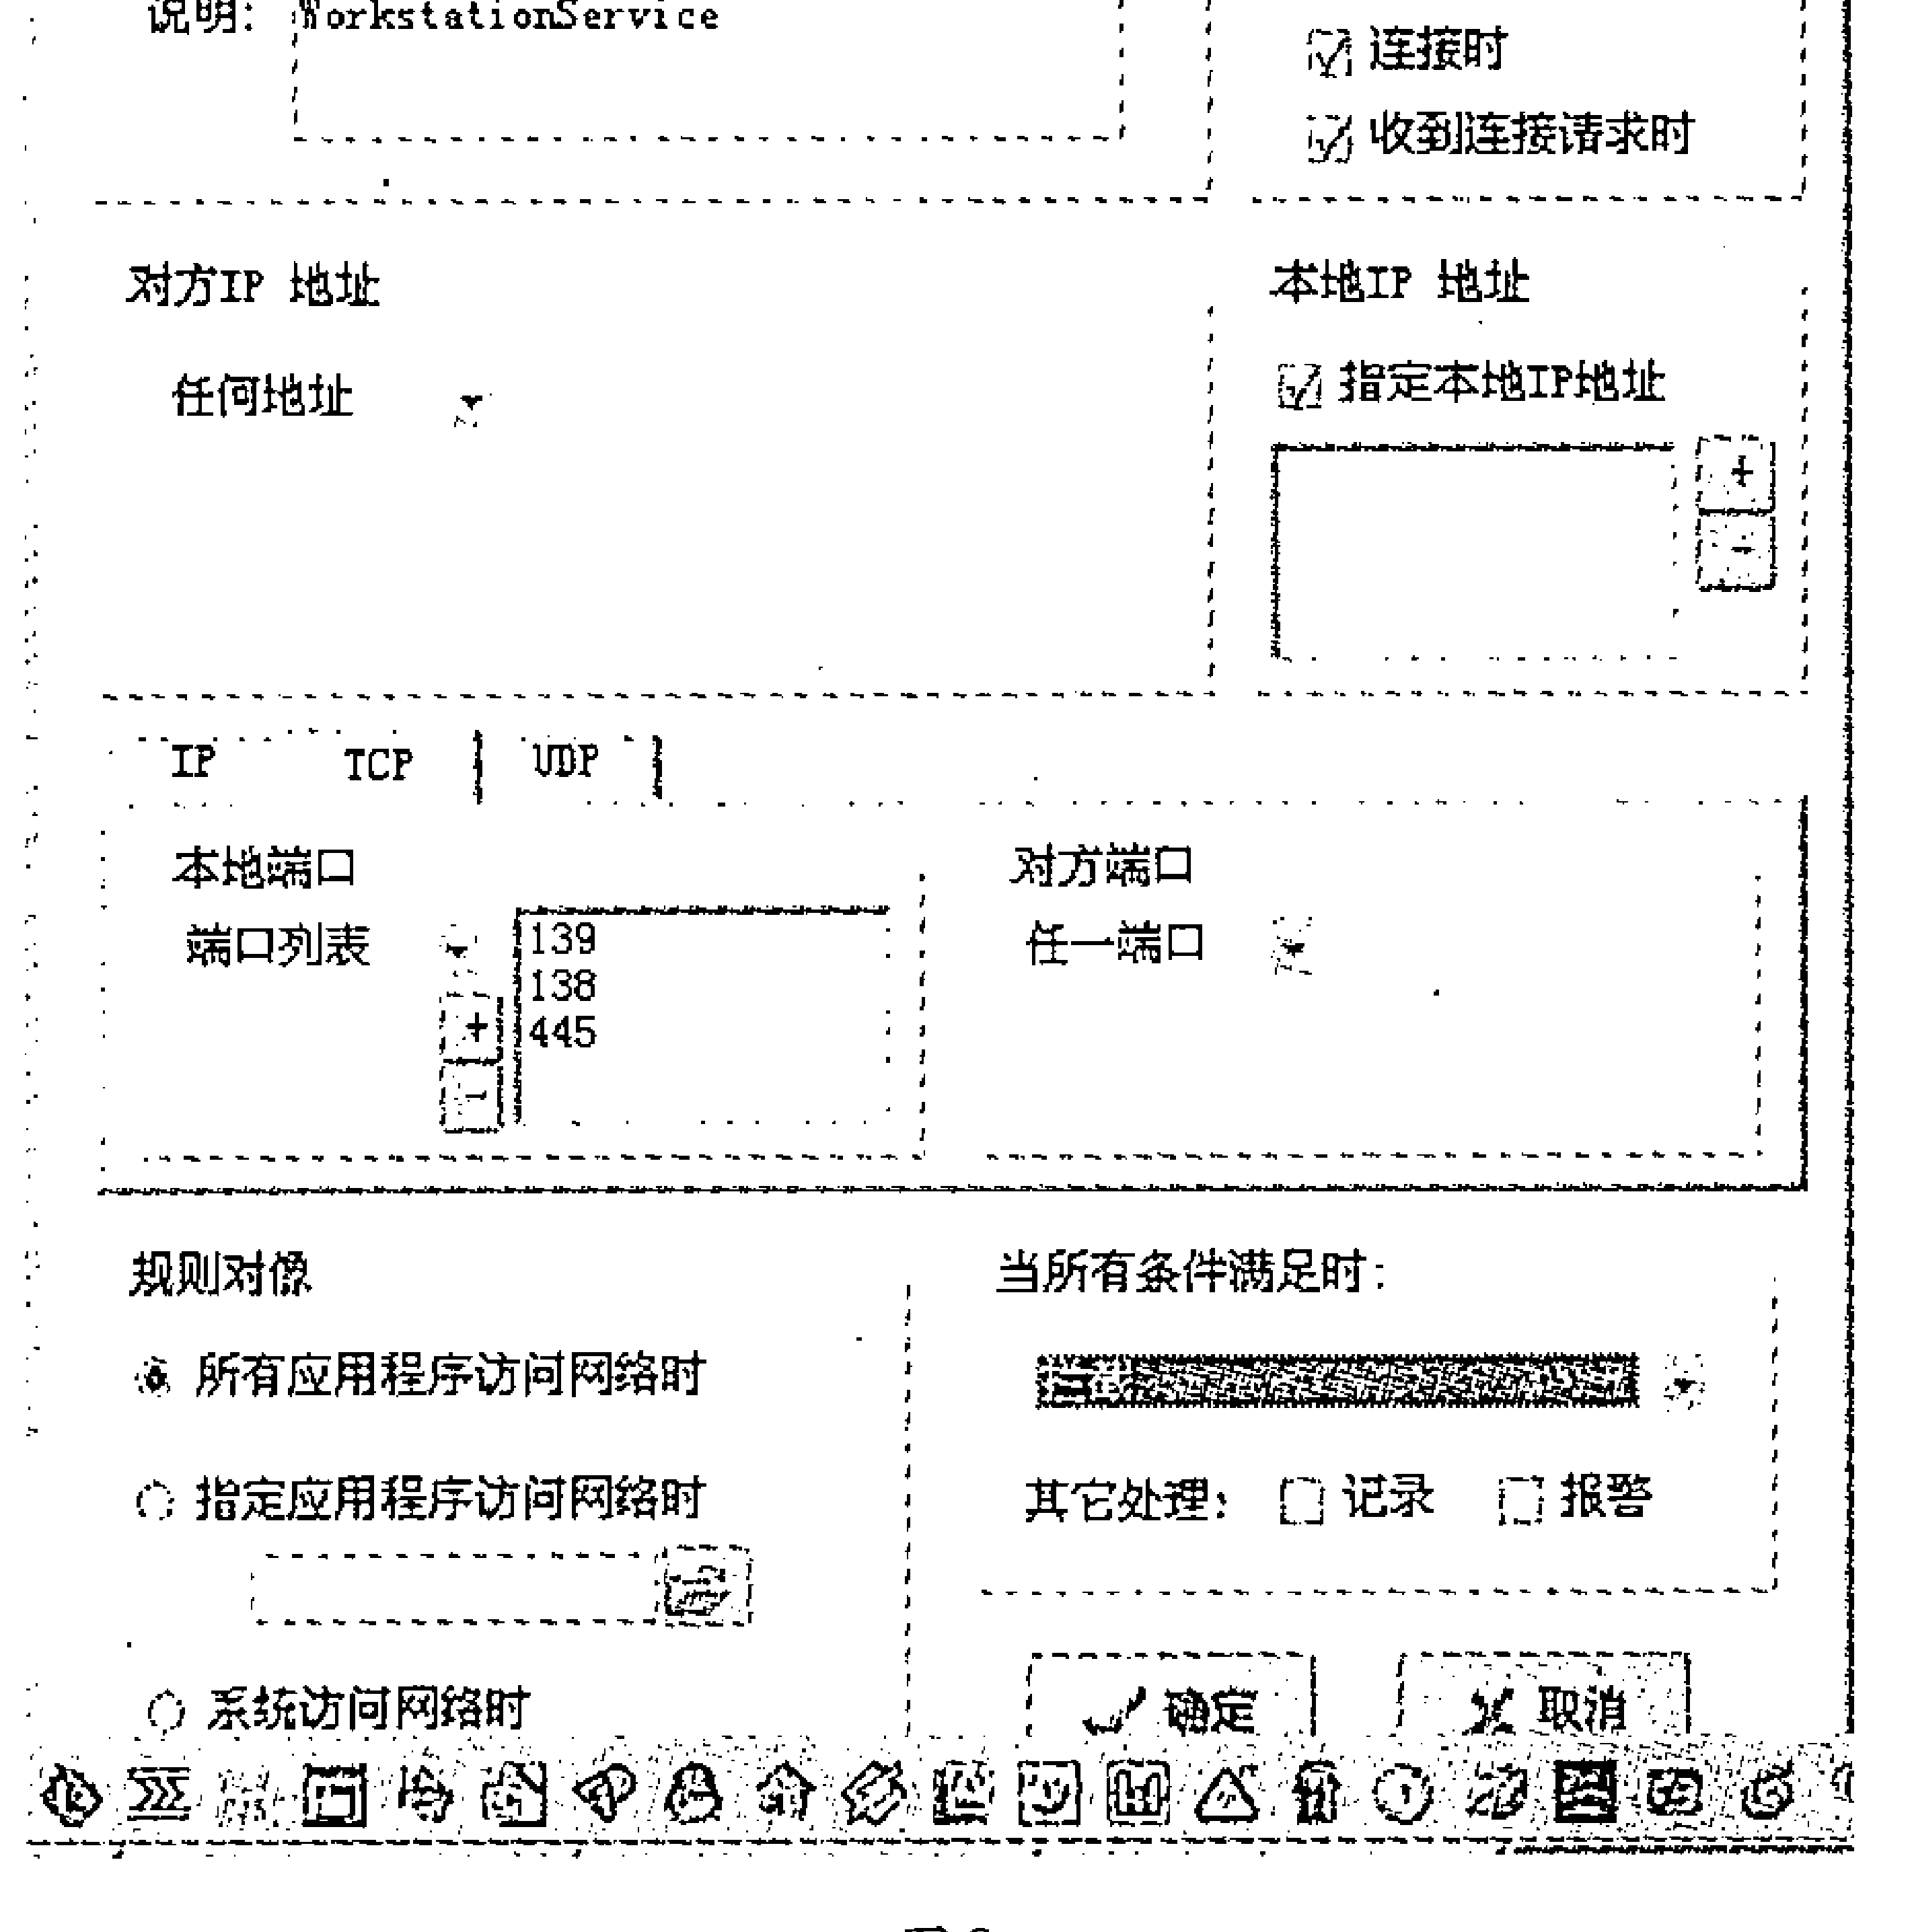 说明: WorkstationService
连接时
收到连接请求时
对方IP 地址
本地IP 地址
任何地址
指定本地IP地址
+
-
IP TCP UDP
本地端口
对方端口
端口列表
139
138
445
任一端口
+
-
规则对像
当所有条件满足时:
所有应用程序访问网络时
指定应用程序访问网络时
其它处理: 记录 报警
系统访问网络时
确定 取消